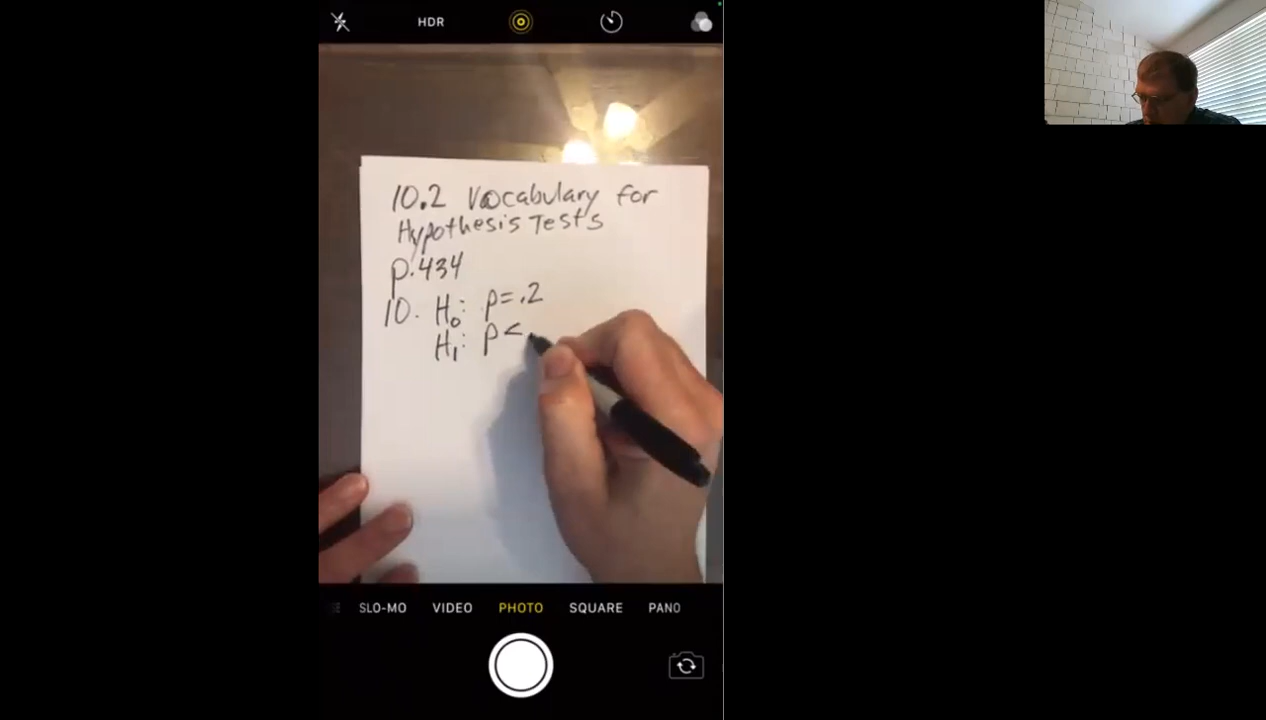 HDR
10.2 Vocabulary for
Hypothesis Tests
p.434
10. H₀: p=.2
H₁: p<.
SLO-MO VIDEO PHOTO SQUARE PANO